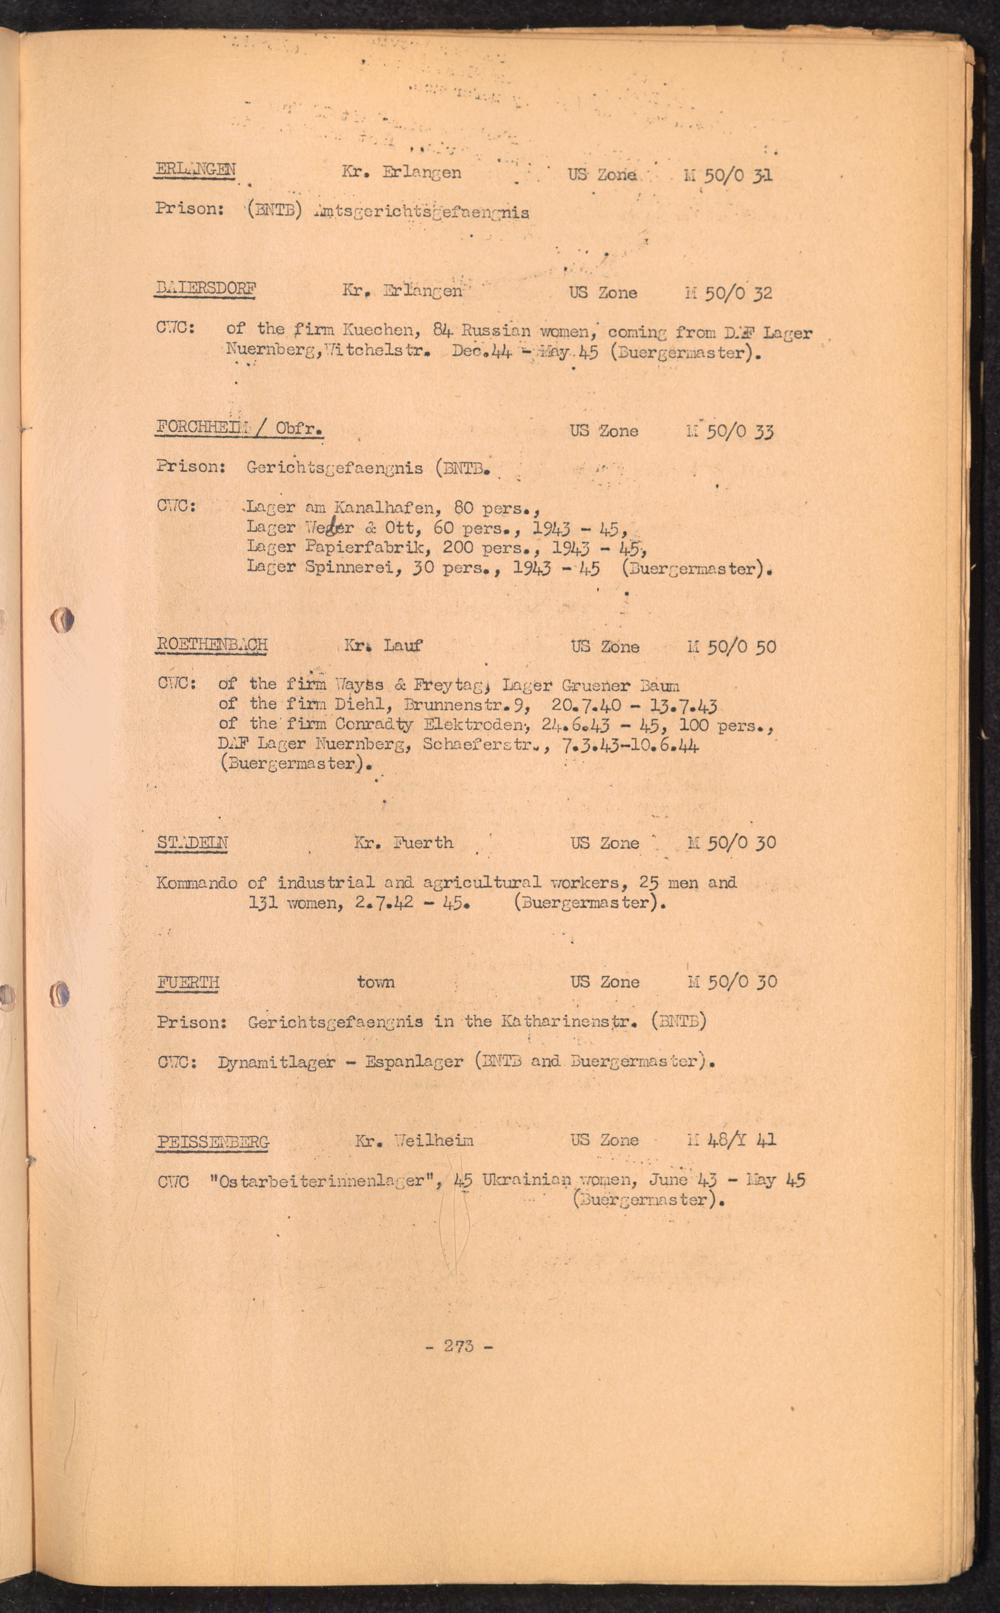 ERLANGEN Kr. Erlangen US Zone M 50/O 31
Prison: (BNTB) Amtsgerichtsgefaengnis
BAIERSDORF Kr. Erlangen US Zone M 50/O 32
CWC: of the firm Kuechen, 84 Russian women, coming from DAF Lager
Nuernberg,Witchelstr. Dec.44 - May 45 (Buergermaster).
FORCHHEIM / Obfr. US Zone M 50/O 33
Prison: Gerichtsgefaengnis (BNTB.
CWC: Lager am Kanalhafen, 80 pers.,
Lager & Ott, 60 pers., 1943 - 45,
Lager Papierfabrik, 200 pers., 1943 - 45,
Lager Spinnerei, 30 pers., 1943 - 45 (Buergermaster).
ROETHENBACH Kr. Lauf US Zone M 50/O 50
CWC: of the firm Wayss & Freytag, Lager Gruener Baum
of the firm Diehl, Brunnenstr.9, 20.7.40 - 13.7.43
of the firm Conradty Elektroden, 24.6.43 - 45, 100 pers.,
DAF Lager Nuernberg, Schaeferstr., 7.3.43-10.6.44
(Buergermaster).
STADELN Kr. Fuerth US Zone M 50/O 30
Kommando of industrial and agricultural workers, 25 men and
131 women, 2.7.42 - 45. (Buergermaster).
FUERTH town US Zone M 50/O 30
Prison: Gerichtsgefaengnis in the Katharinenstr. (BNTB)
CWC: Dynamitlager - Espanlager (BNTB and Buergermaster).
PEISSENBERG Kr. Weilheim US Zone M 48/Y 41
CWC "Ostarbeiterinnenlager", 45 Ukrainian women, June 43 - May 45
(Buergermaster).
- 273 -